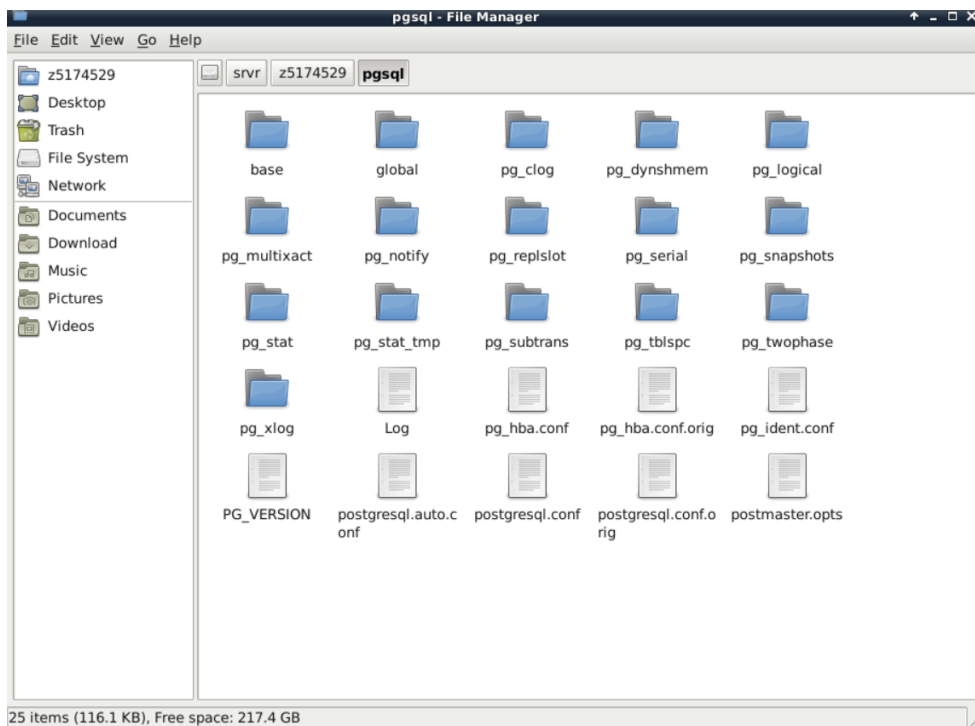 pgsql - File Manager
File Edit View Go Help
z5174529
Desktop
Trash
File System
Network
Documents
Download
Music
Pictures
Videos
srvr z5174529 pgsql
base global pg_clog pg_dynshmem pg_logical
pg_multixact pg_notify pg_replslot pg_serial pg_snapshots
pg_stat pg_stat_tmp pg_subtrans pg_tblspc pg_twophase
pg_xlog Log pg_hba.conf pg_hba.conf.orig pg_ident.conf
PG_VERSION postgresql.auto.c postgresql.conf postgresql.conf.o postmaster.opts
onf rig
25 items (116.1 KB), Free space: 217.4 GB